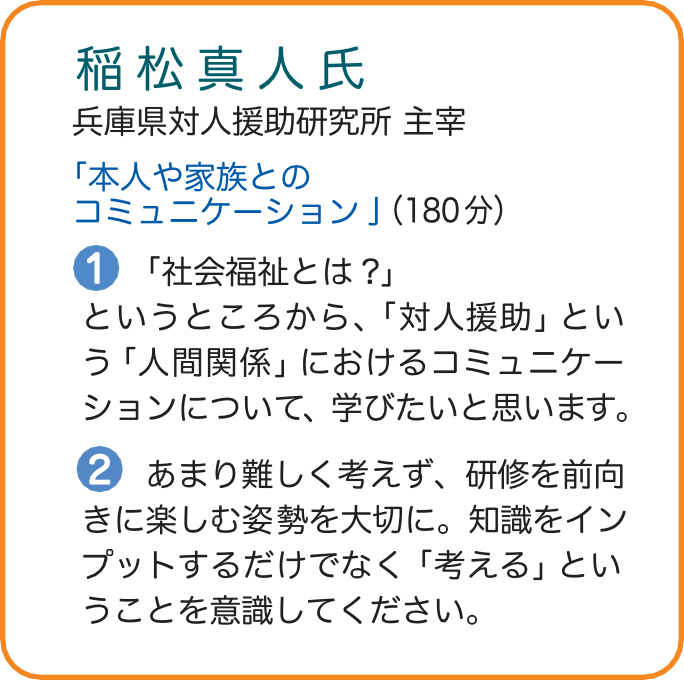 稲松真人氏
兵庫県対人援助研究所 主宰
「本人や家族との
コミュニケーション」（180分）
❶ 「社会福祉とは？」
というところから、「対人援助」とい
う「人間関係」におけるコミュニケー
ションについて、学びたいと思います。
❷ あまり難しく考えず、研修を前向
きに楽しむ姿勢を大切に。知識をイン
プットするだけでなく「考える」とい
うことを意識してください。